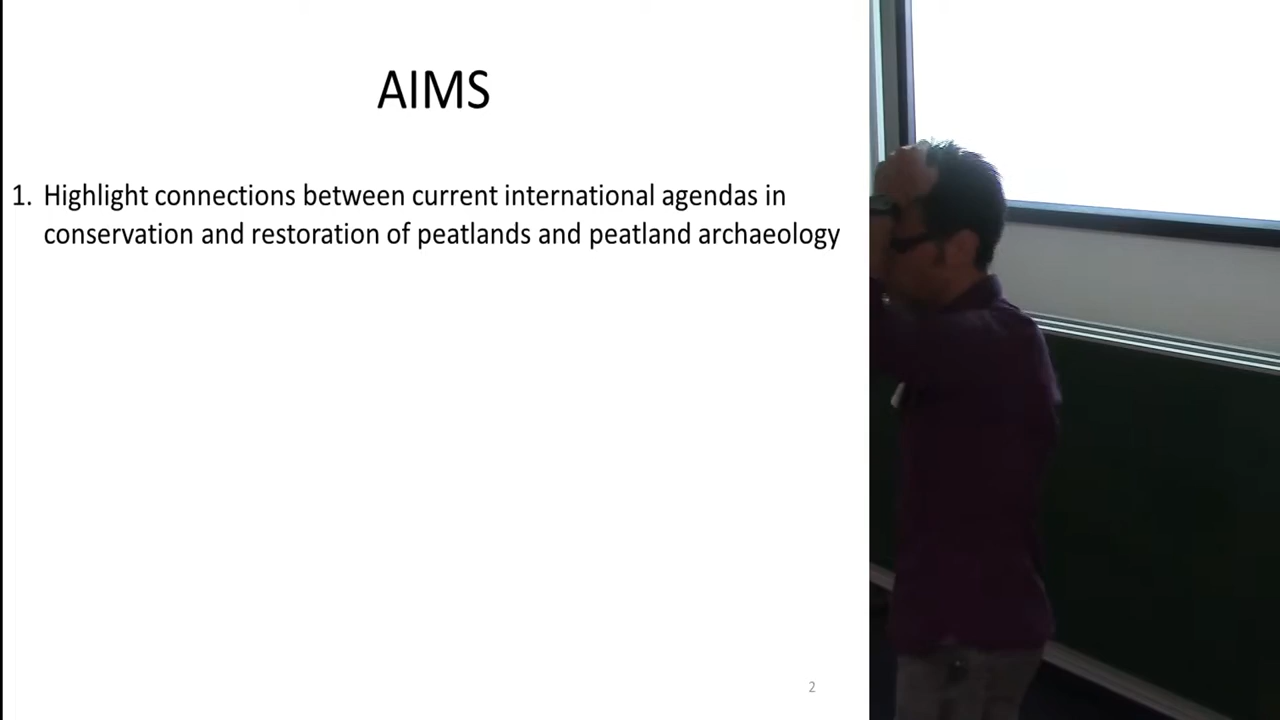 AIMS
1. Highlight connections between current international agendas in
conservation and restoration of peatlands and peatland archaeology
2